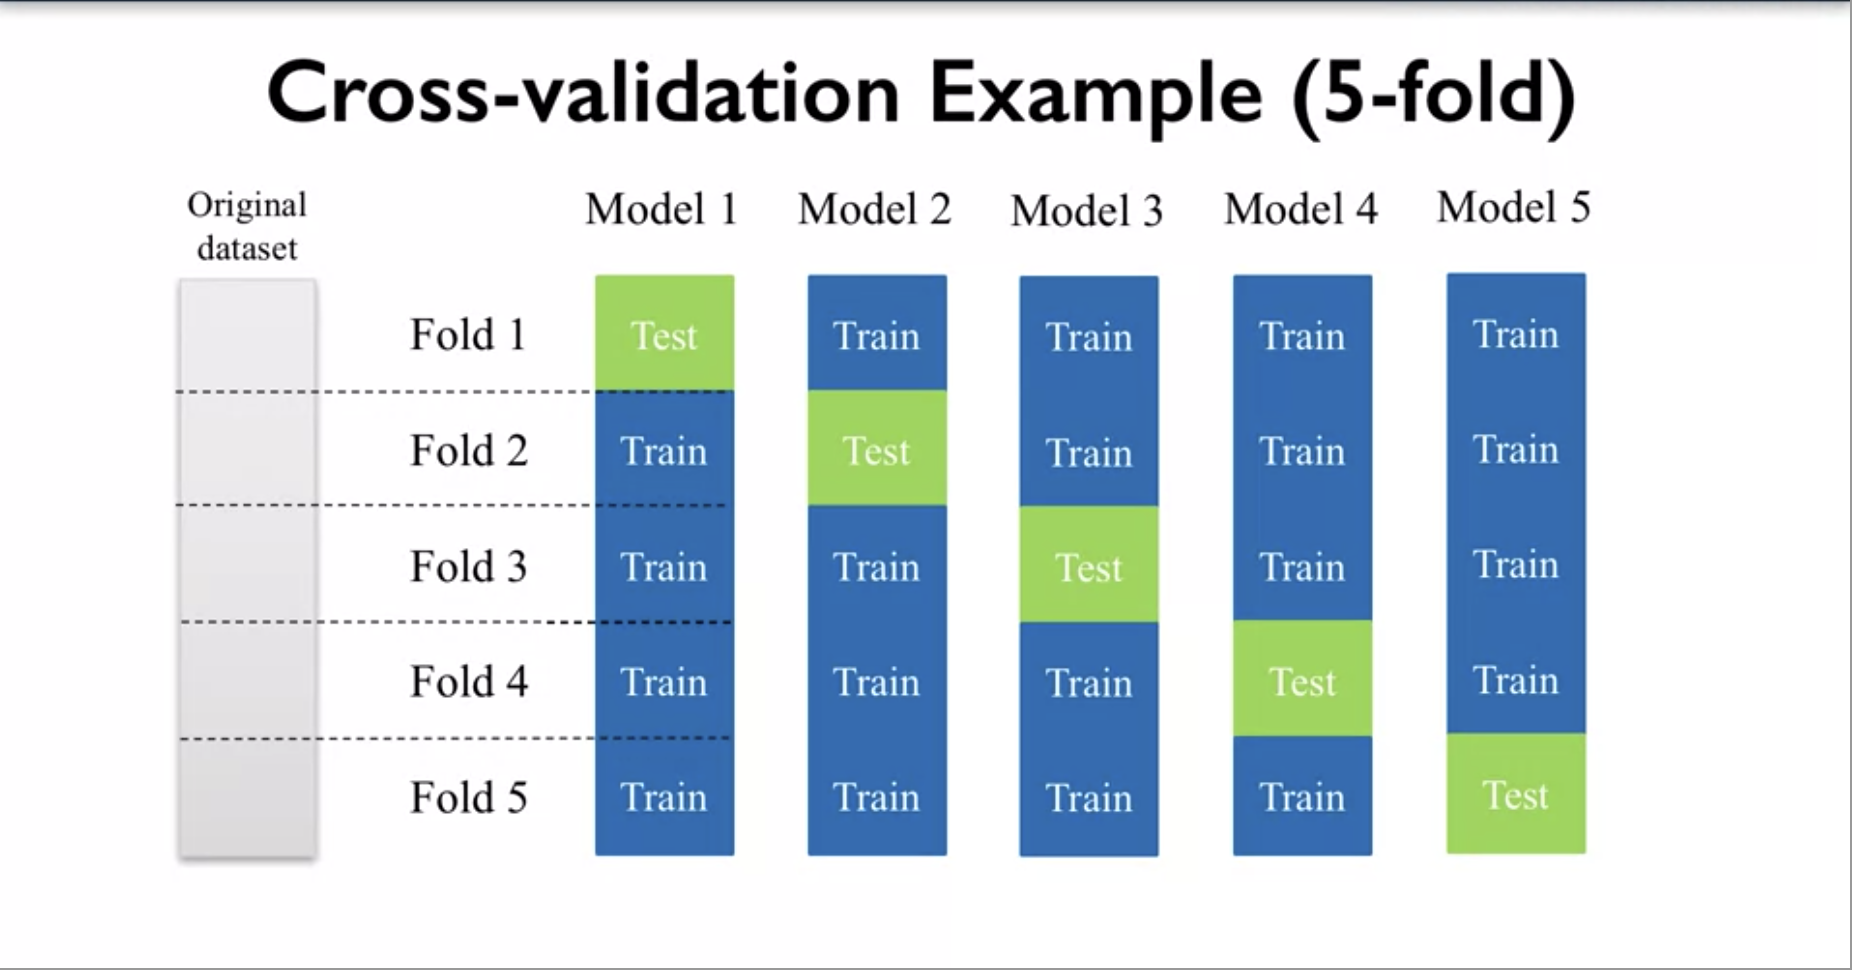 Cross-validation Example (5-fold)
Original
dataset
Model 1 Model 2 Model 3 Model 4 Model 5
Fold 1 Test Train Train Train Train
Fold 2 Train Test Train Train Train
Fold 3 Train Train Test Train Train
Fold 4 Train Train Train Test Train
Fold 5 Train Train Train Train Test